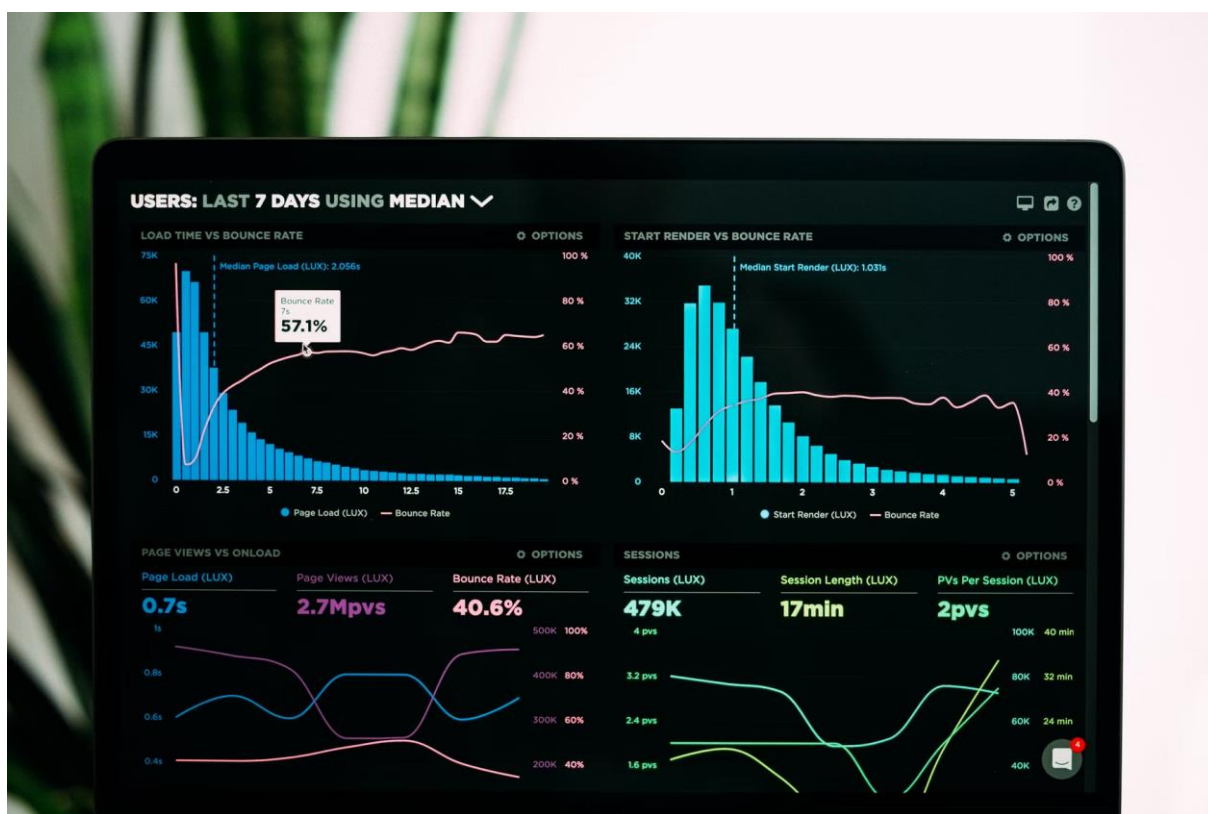 USERS: LAST 7 DAYS USING MEDIAN
LOAD TIME VS BOUNCE RATE
OPTIONS
75K
60K
45K
30K
15K
0
100 %
80 %
60 %
40 %
20 %
0 %
Median Page Load (LUX): 2.056s
Bounce Rate
7s
57.1%
0 2.5 5 7.5 10 12.5 15 17.5
Page Load (LUX) Bounce Rate
START RENDER VS BOUNCE RATE
OPTIONS
40K
32K
24K
16K
8K
0
100 %
80 %
60 %
40 %
20 %
0 %
Median Start Render (LUX): 1.031s
0 1 2 3 4 5
Start Render (LUX) Bounce Rate
PAGE VIEWS VS ONLOAD
OPTIONS
Page Load (LUX) Page Views (LUX) Bounce Rate (LUX)
0.7s 2.7Mpvs 40.6%
1s 500K 100%
0.8s 400K 80%
0.6s 300K 60%
0.4s 200K 40%
SESSIONS
OPTIONS
Sessions (LUX) Session Length (LUX) PVs Per Session (LUX)
479K 17min 2pvs
4 pvs 100K 40 min
3.2 pvs 80K 32 min
2.4 pvs 60K 24 min
1.6 pvs 40K
4